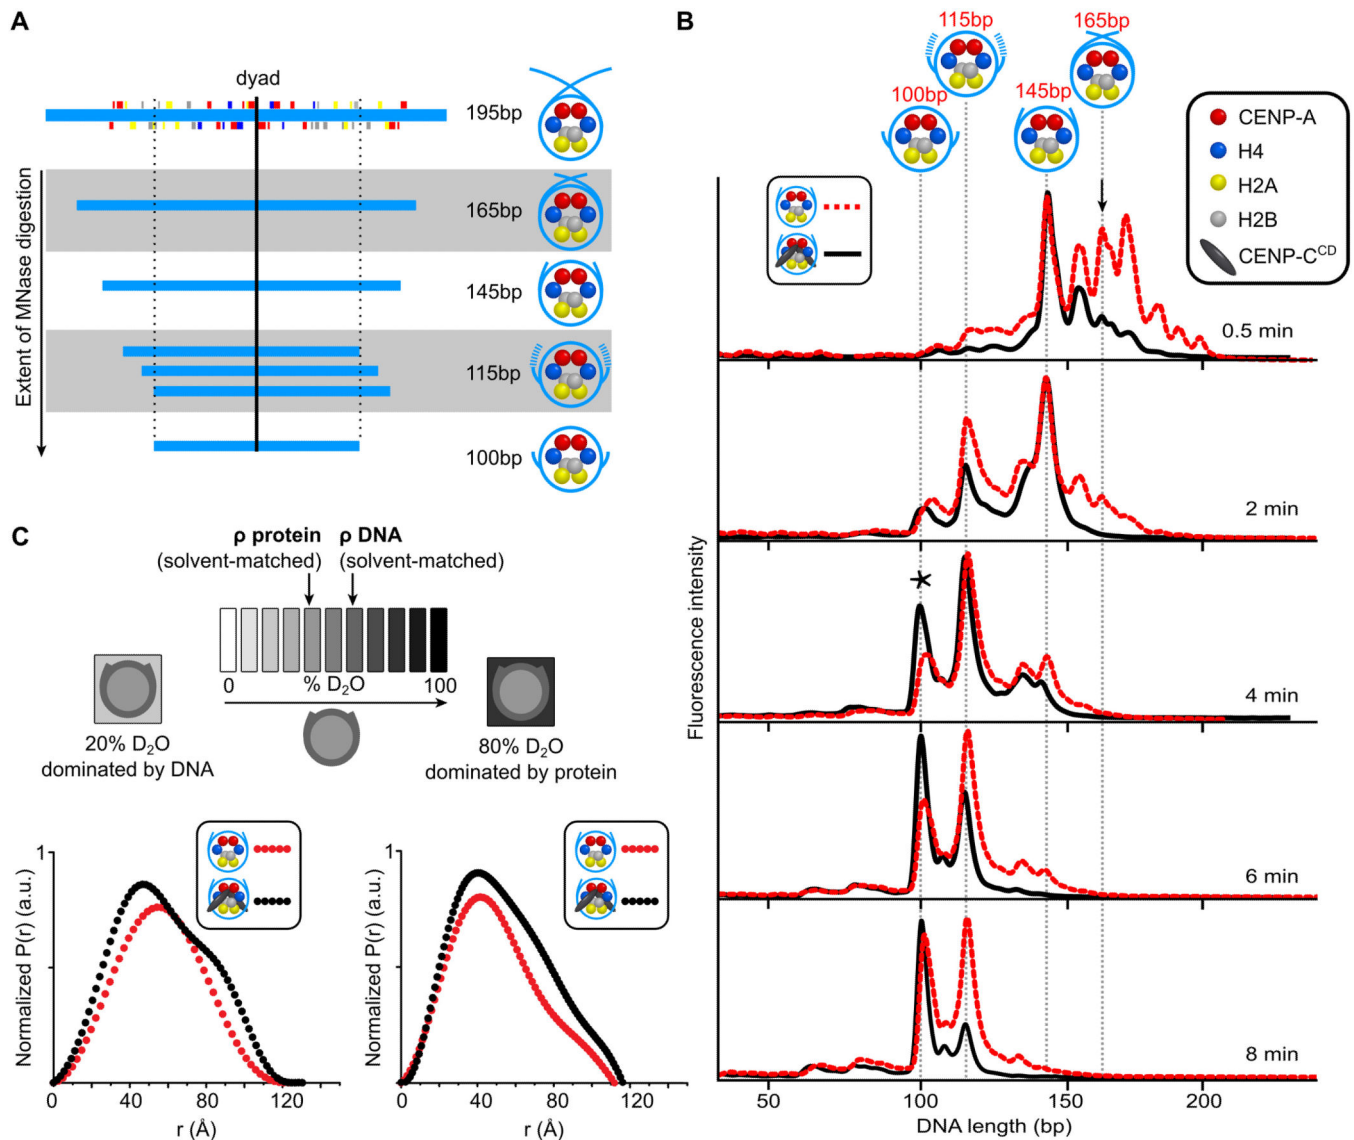 A
dyad
195bp
165bp
145bp
115bp
100bp
Extent of MNase digestion
B
115bp
165bp
100bp
145bp
CENP-A
H4
H2A
H2B
CENP-C^CD
0.5 min
2 min
4 min
6 min
8 min
Fluorescence intensity
50 100 150 200
DNA length (bp)
C
ρ protein
(solvent-matched)
ρ DNA
(solvent-matched)
0 % D₂O 100
20% D₂O
dominated by DNA
80% D₂O
dominated by protein
1
Normalized P(r) (a.u.)
0 40 80 120
r (Å)
1
Normalized P(r) (a.u.)
0 40 80 120
r (Å)